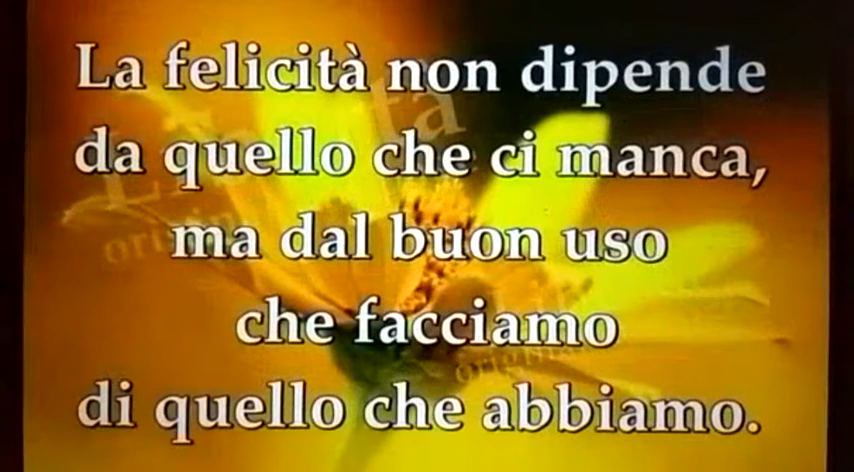 La felicità non dipende
da quello che ci manca,
ma dal buon uso
che facciamo
di quello che abbiamo.